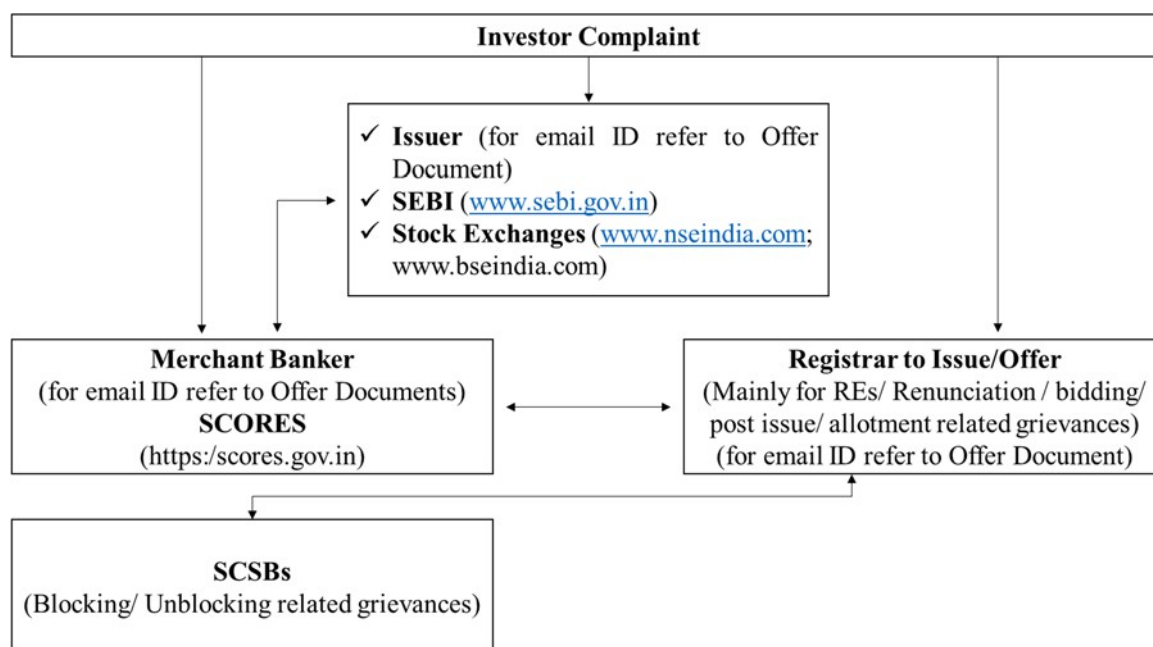 Investor Complaint
✓ Issuer (for email ID refer to Offer
Document)
✓ SEBI (www.sebi.gov.in)
✓ Stock Exchanges (www.nseindia.com;
www.bseindia.com)
Merchant Banker
(for email ID refer to Offer Documents)
SCORES
(https:/scores.gov.in)
Registrar to Issue/Offer
(Mainly for REs/ Renunciation / bidding/
post issue/ allotment related grievances)
(for email ID refer to Offer Document)
SCSBs
(Blocking/ Unblocking related grievances)